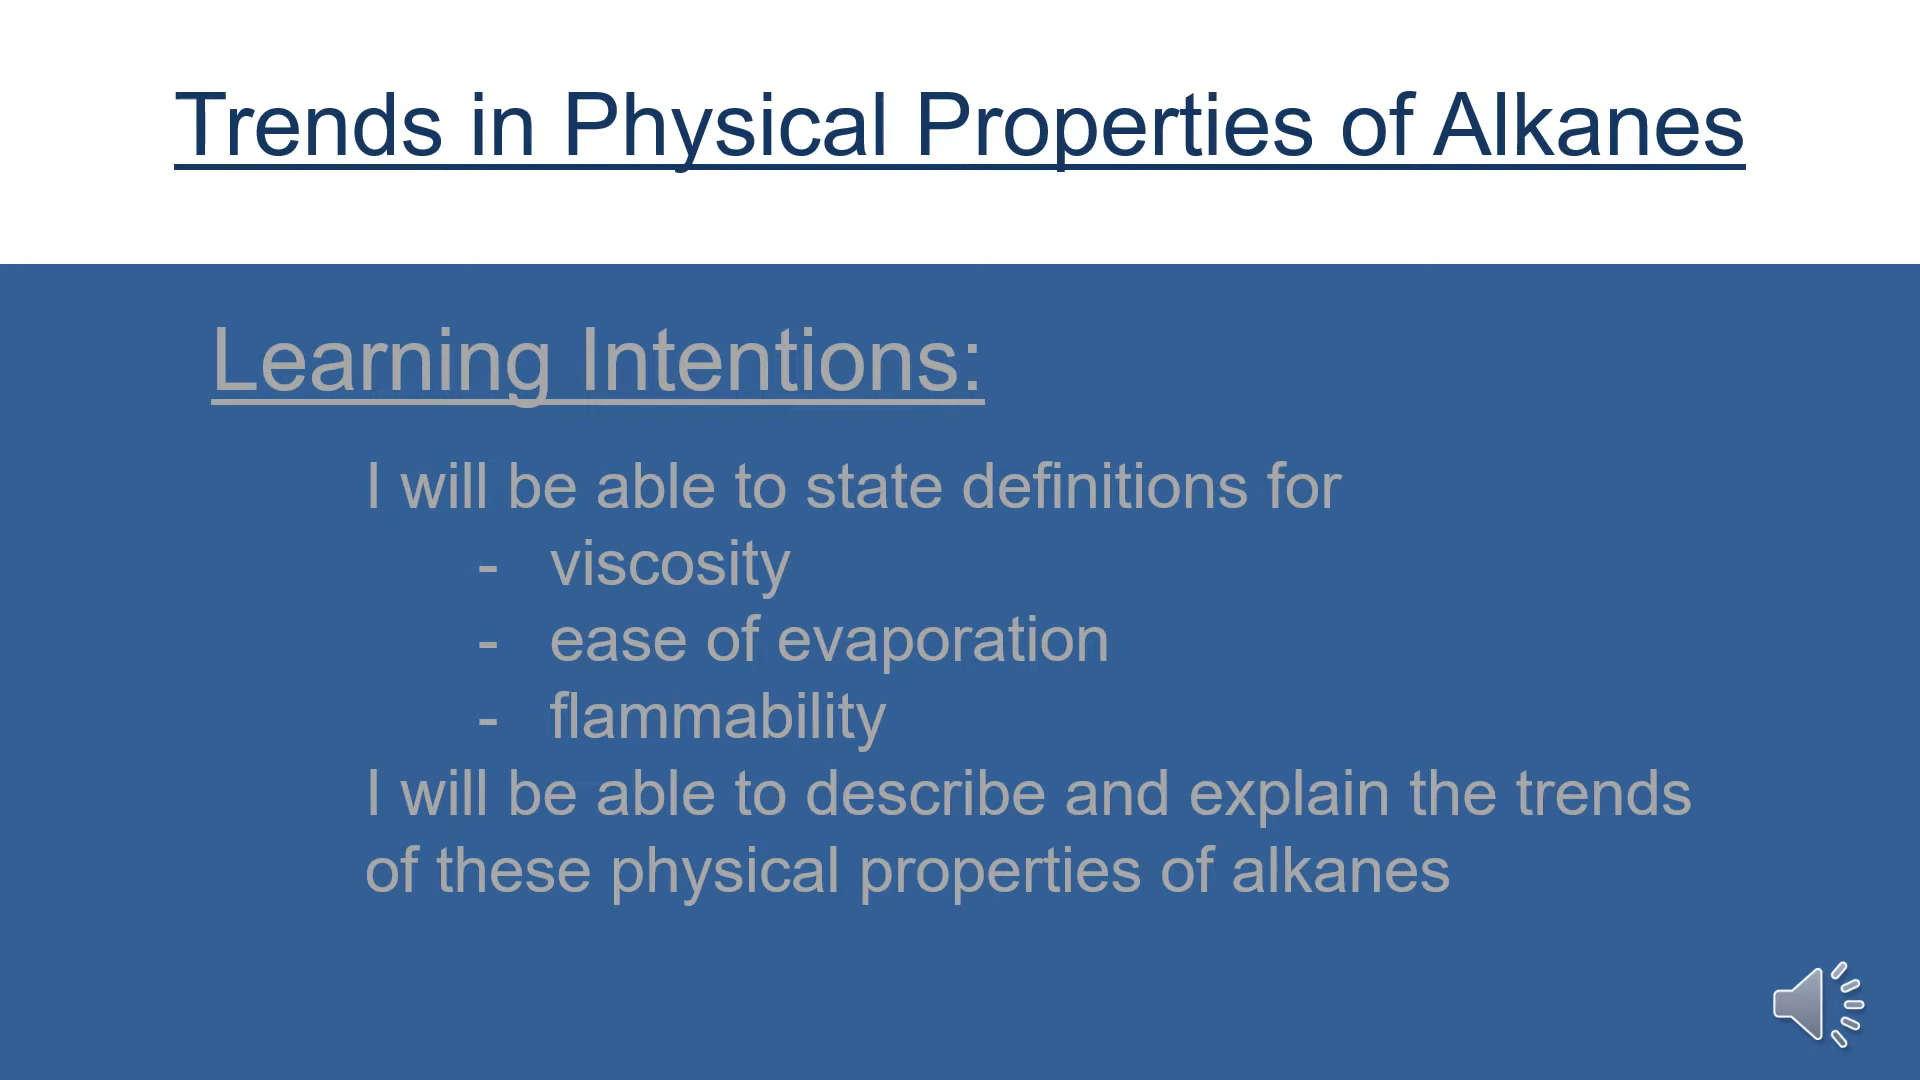 Trends in Physical Properties of Alkanes
Learning Intentions:
I will be able to state definitions for
- viscosity
- ease of evaporation
- flammability
I will be able to describe and explain the trends
of these physical properties of alkanes